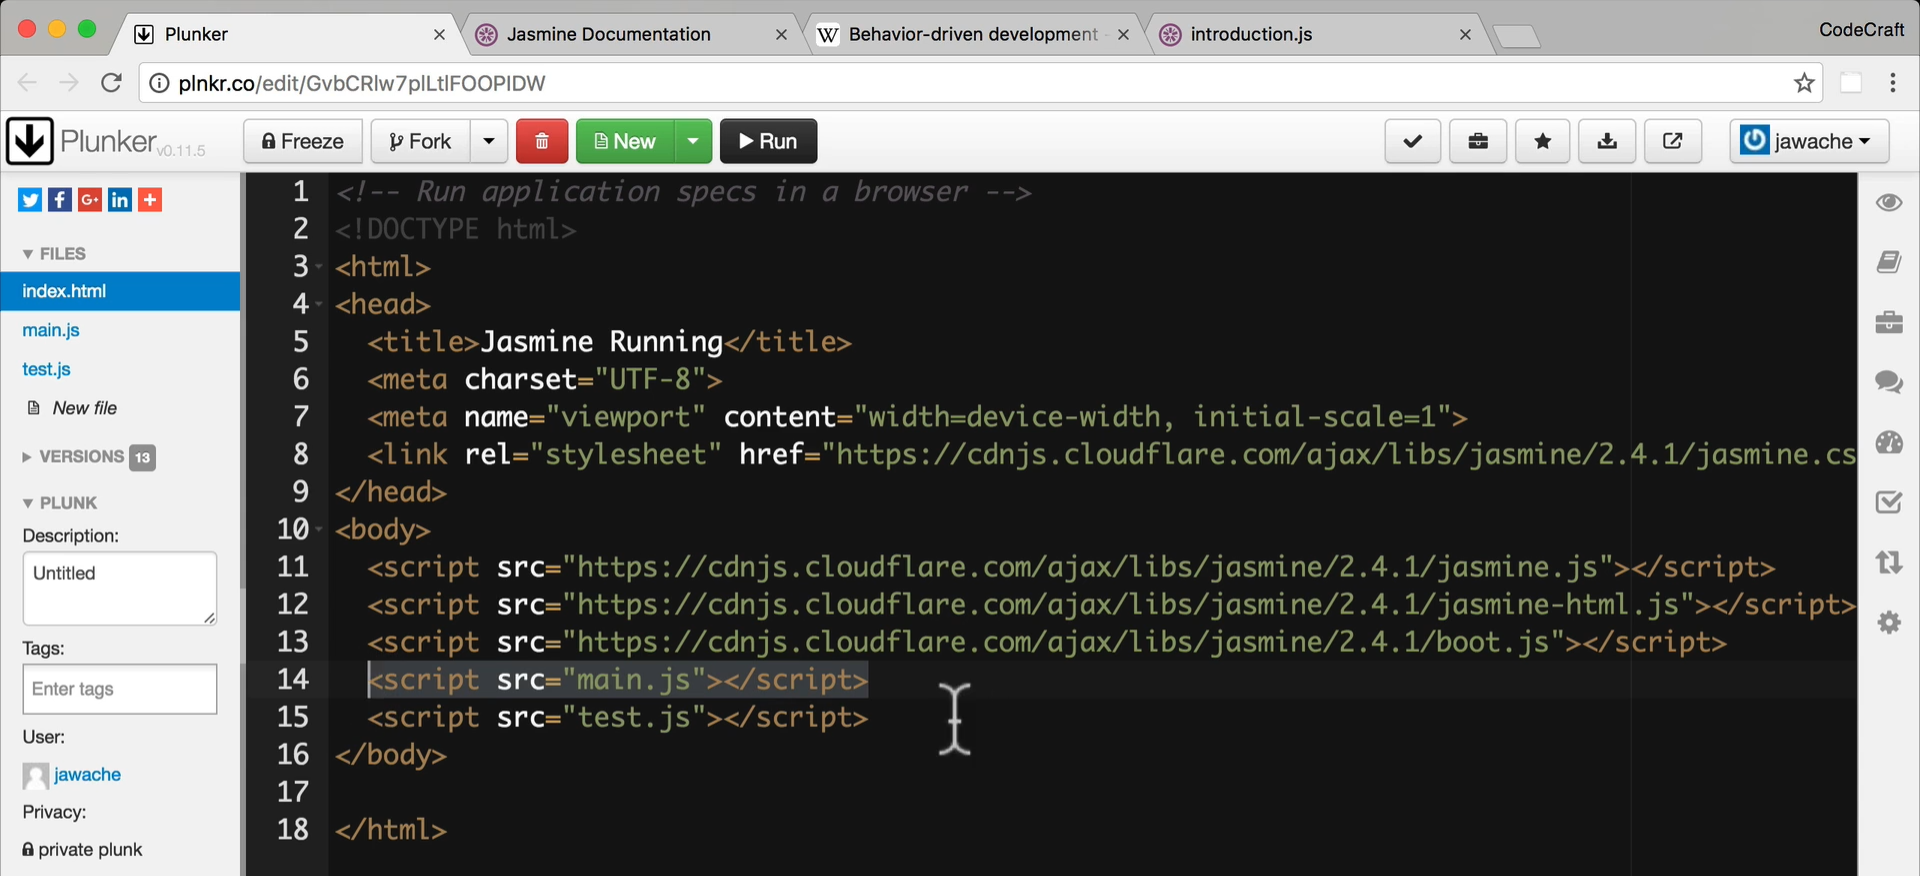 Plunker
Jasmine Documentation
Behavior-driven development
introduction.js
CodeCraft
plnkr.co/edit/GvbCRlw7plLtlFOOPIDW
Plunker v0.11.5
Freeze
Fork
New
Run
jawache
FILES
index.html
main.js
test.js
New file
VERSIONS 13
PLUNK
Description:
Untitled
Tags:
Enter tags
User:
jawache
Privacy:
private plunk
1 <!-- Run application specs in a browser -->
2 <!DOCTYPE html>
3 <html>
4 <head>
5 <title>Jasmine Running</title>
6 <meta charset="UTF-8">
7 <meta name="viewport" content="width=device-width, initial-scale=1">
8 <link rel="stylesheet" href="https://cdnjs.cloudflare.com/ajax/libs/jasmine/2.4.1/jasmine.cs
9 </head>
10 <body>
11 <script src="https://cdnjs.cloudflare.com/ajax/libs/jasmine/2.4.1/jasmine.js"></script>
12 <script src="https://cdnjs.cloudflare.com/ajax/libs/jasmine/2.4.1/jasmine-html.js"></script>
13 <script src="https://cdnjs.cloudflare.com/ajax/libs/jasmine/2.4.1/boot.js"></script>
14 <script src="main.js"></script>
15 <script src="test.js"></script>
16 </body>
17
18 </html>